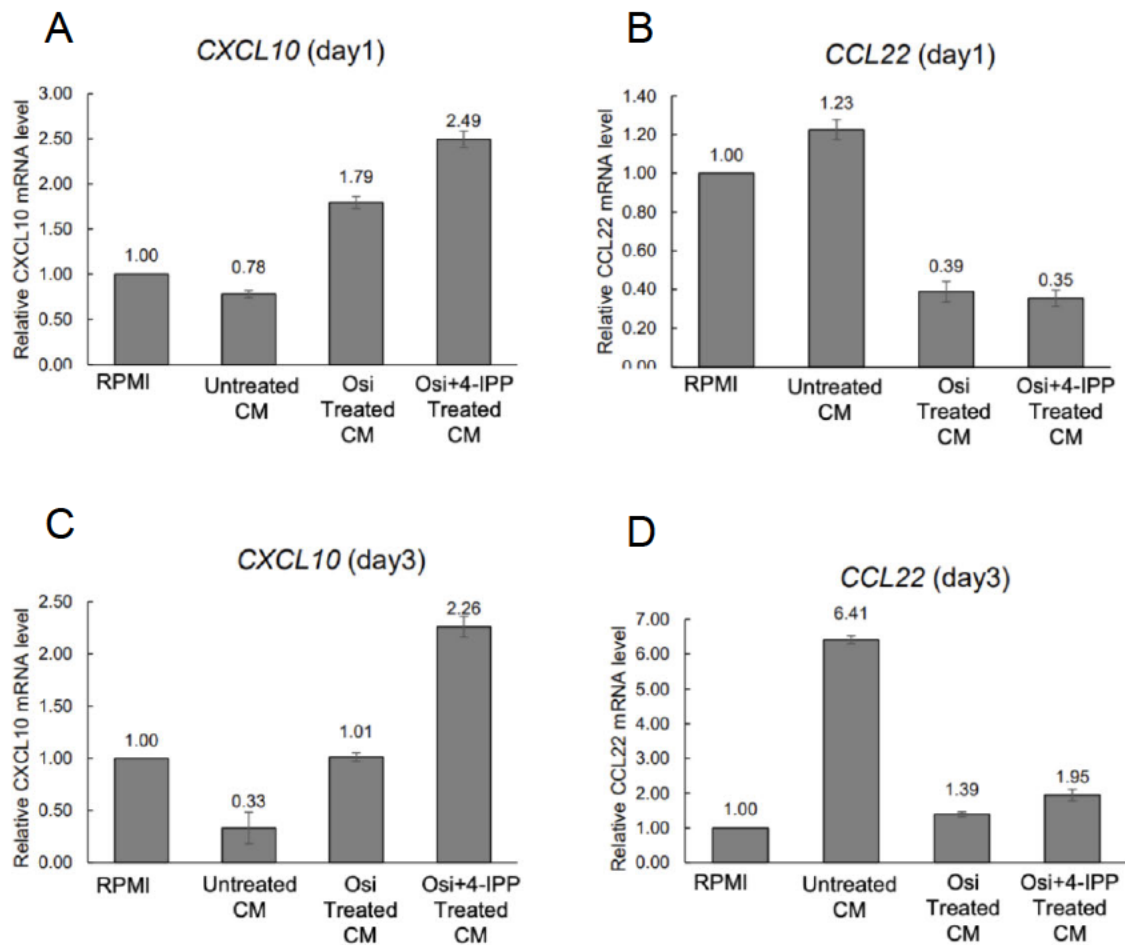 A
CXCL10 (day1)
Relative CXCL10 mRNA level
3.00
2.50
2.00
1.50
1.00
0.50
0.00
1.00
0.78
1.79
2.49
RPMI
Untreated
CM
Osi
Treated
CM
Osi+4-IPP
Treated
CM
B
CCL22 (day1)
Relative CCL22 mRNA level
1.40
1.20
1.00
0.80
0.60
0.40
0.20
0.00
1.00
1.23
0.39
0.35
RPMI
Untreated
CM
Osi
Treated
CM
Osi+4-IPP
Treated
CM
C
CXCL10 (day3)
Relative CXCL10 mRNA level
2.50
2.00
1.50
1.00
0.50
0.00
1.00
0.33
1.01
2.26
RPMI
Untreated
CM
Osi
Treated
CM
Osi+4-IPP
Treated
CM
D
CCL22 (day3)
Relative CCL22 mRNA level
7.00
6.00
5.00
4.00
3.00
2.00
1.00
0.00
1.00
6.41
1.39
1.95
RPMI
Untreated
CM
Osi
Treated
CM
Osi+4-IPP
Treated
CM